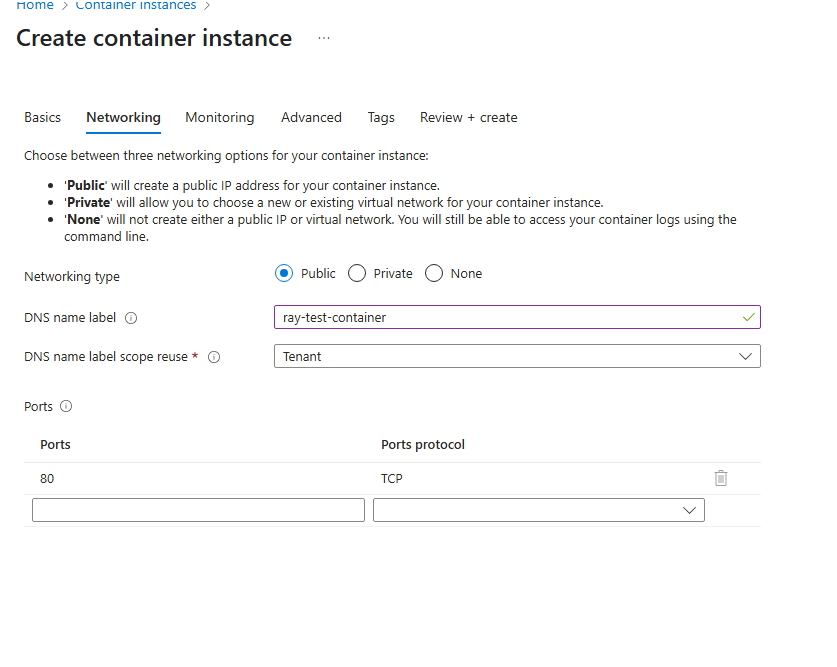 Home > Container instances >
Create container instance ...
Basics Networking Monitoring Advanced Tags Review + create
Choose between three networking options for your container instance:
• 'Public' will create a public IP address for your container instance.
• 'Private' will allow you to choose a new or existing virtual network for your container instance.
• 'None' will not create either a public IP or virtual network. You will still be able to access your container logs using the
command line.
Networking type Public Private None
DNS name label ray-test-container
DNS name label scope reuse * Tenant
Ports
Ports Ports protocol
80 TCP